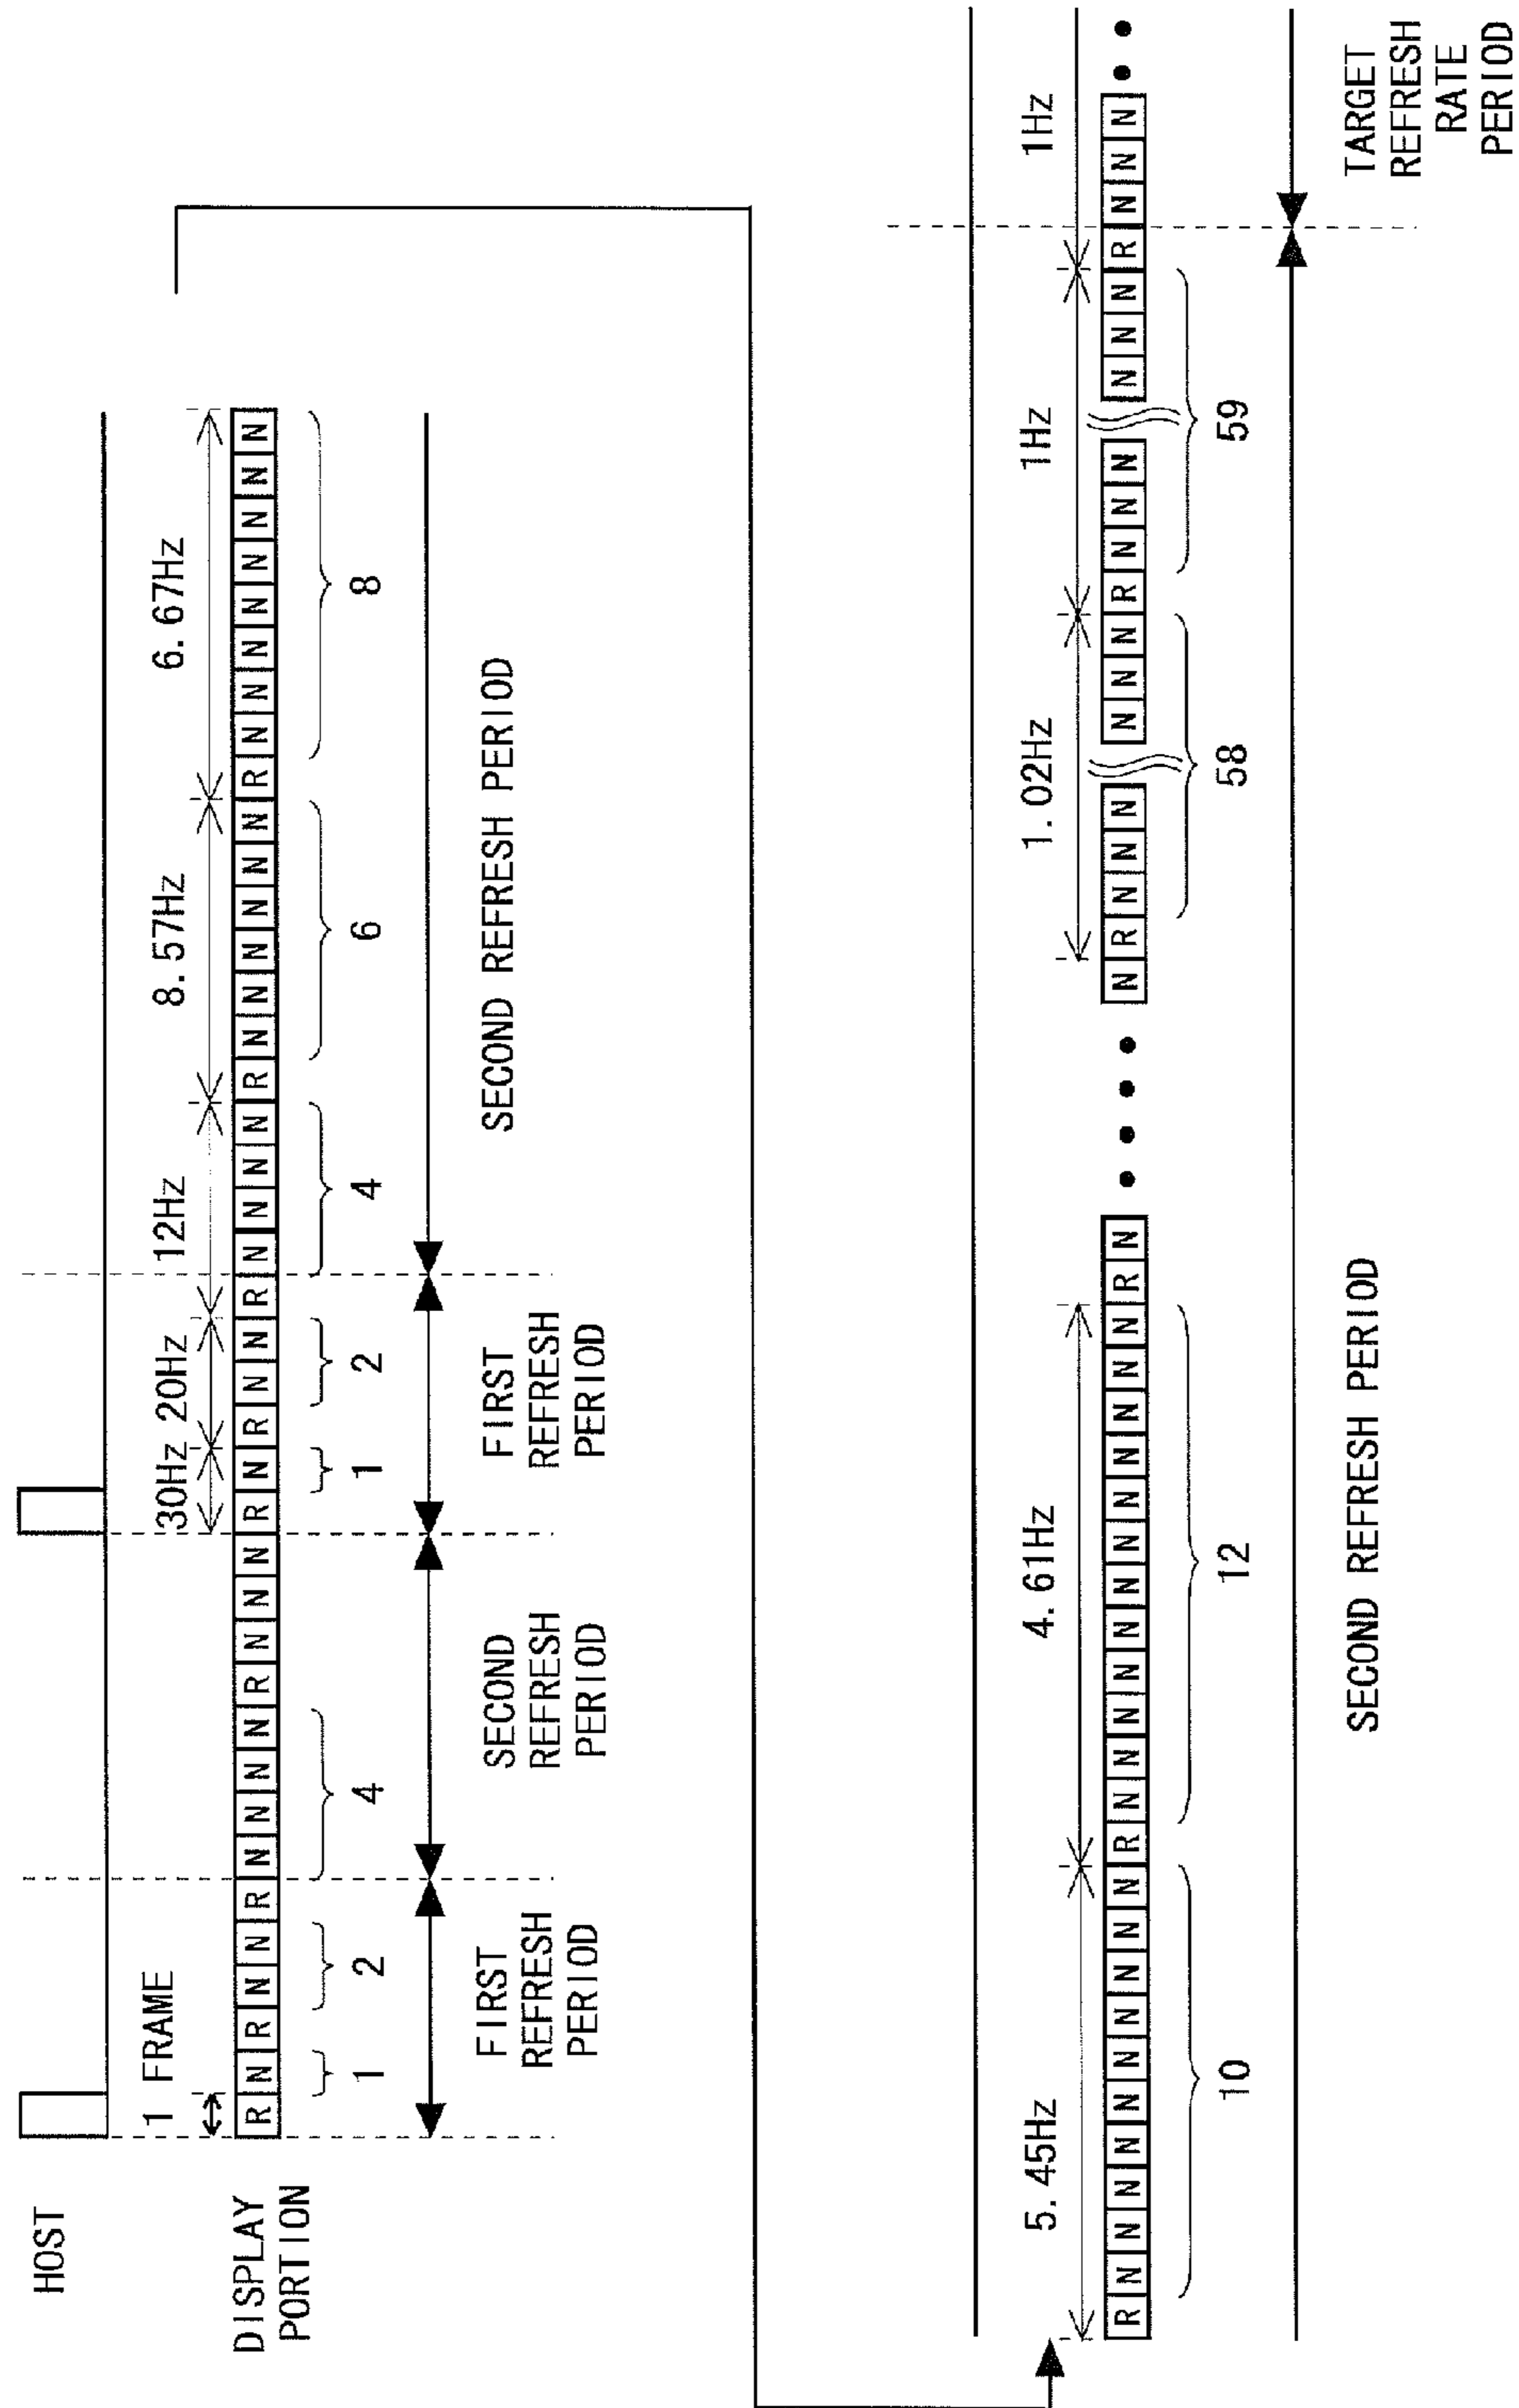 HOST
1 FRAME
30Hz 20Hz 12Hz 8.57Hz 6.67Hz
DISPLAY
PORTION
R N R N N R N N N N R N N N R N R N N R N N N N R N N N N N N R N N N N N N N N
1 2 4 1 2 4 6 8
FIRST
REFRESH
PERIOD
SECOND
REFRESH
PERIOD
FIRST
REFRESH
PERIOD
SECOND REFRESH PERIOD
5.45Hz 4.61Hz 1.02Hz 1Hz 1Hz
R N N N N N N N N N N R N N N N N N N N N N N N R N • • • • N R N N N N N N R N N N N N N R N N N • •
10 12 58 59
SECOND REFRESH PERIOD
TARGET
REFRESH
RATE
PERIOD